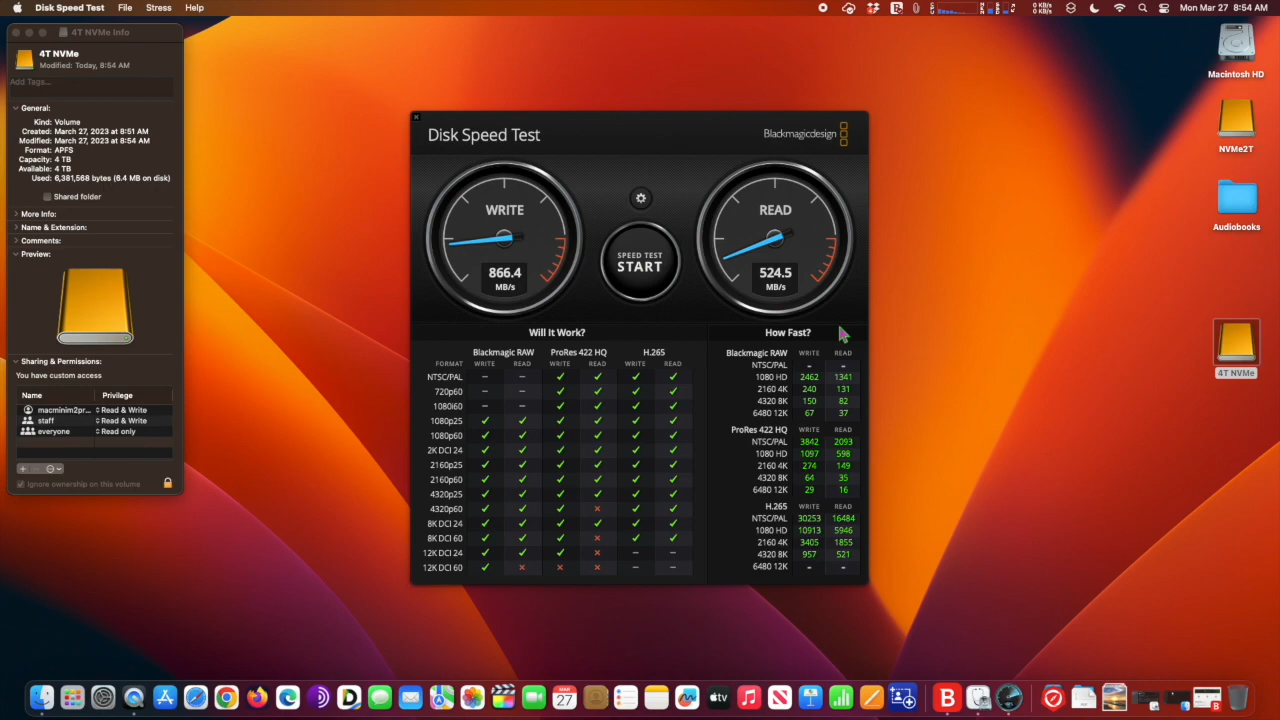 Disk Speed Test File Stress Help
0 KB/s
0 KB/s
Mon Mar 27 8:54 AM
4T NVMe Info
4T NVMe
Modified: Today, 8:54 AM
Add Tags...
General:
Kind: Volume
Created: March 27, 2023 at 8:51 AM
Modified: March 27, 2023 at 8:54 AM
Format: APFS
Capacity: 4 TB
Available: 4 TB
Used: 6,381,568 bytes (6.4 MB on disk)
Shared folder
More Info:
Name & Extension:
Comments:
Preview:
Sharing & Permissions:
You have custom access
Name Privilege
macminim2pr... Read & Write
staff Read & Write
everyone Read only
Ignore ownership on this volume
Disk Speed Test
Blackmagicdesign
WRITE
866.4
MB/s
SPEED TEST
START
READ
524.5
MB/s
Will It Work?
Blackmagic RAW ProRes 422 HQ H.265
FORMAT WRITE READ WRITE READ WRITE READ
NTSC/PAL – – ✓ ✓ ✓ ✓
720p60 – – ✓ ✓ ✓ ✓
1080i60 – – ✓ ✓ ✓ ✓
1080p25 ✓ ✓ ✓ ✓ ✓ ✓
1080p60 ✓ ✓ ✓ ✓ ✓ ✓
2K DCI 24 ✓ ✓ ✓ ✓ ✓ ✓
2160p25 ✓ ✓ ✓ ✓ ✓ ✓
2160p60 ✓ ✓ ✓ ✓ ✓ ✓
4320p25 ✓ ✓ ✓ ✓ ✓ ✓
4320p60 ✓ ✓ ✓ × ✓ ✓
8K DCI 24 ✓ ✓ ✓ ✓ ✓ ✓
8K DCI 60 ✓ ✓ ✓ × ✓ ✓
12K DCI 24 ✓ ✓ ✓ × – –
12K DCI 60 ✓ × × × – –
How Fast?
Blackmagic RAW WRITE READ
NTSC/PAL - -
1080 HD 2462 1341
2160 4K 240 131
4320 8K 150 82
6480 12K 67 37
ProRes 422 HQ WRITE READ
NTSC/PAL 3842 2093
1080 HD 1097 598
2160 4K 274 149
4320 8K 64 35
6480 12K 29 16
H.265 WRITE READ
NTSC/PAL 30253 16484
1080 HD 10913 5946
2160 4K 3405 1855
4320 8K 957 521
6480 12K - -
Macintosh HD
NVMe2T
Audiobooks
4T NVMe
MAR
27
tv